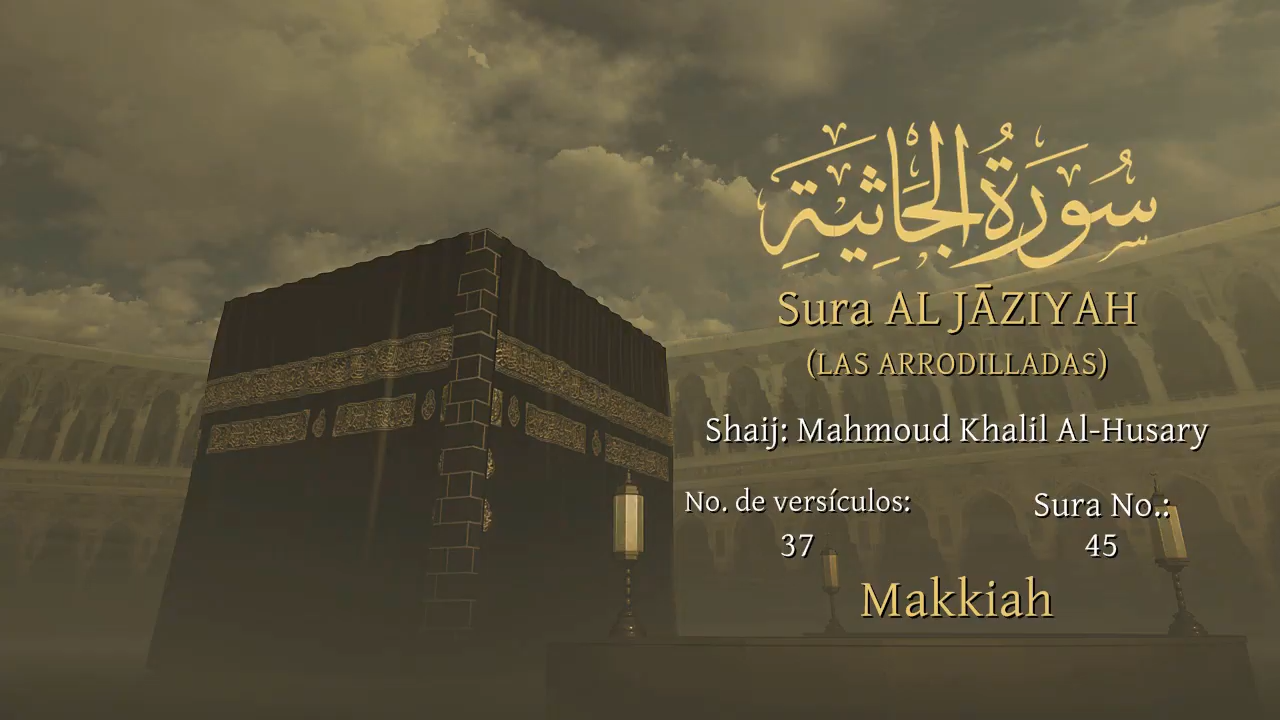 سُورَةُ الجَاثِيَةِ
Sura AL JĀZIYAH
(LAS ARRODILLADAS)
Shaij: Mahmoud Khalil Al-Husary
No. de versículos:
37
Sura No.:
45
Makkiah